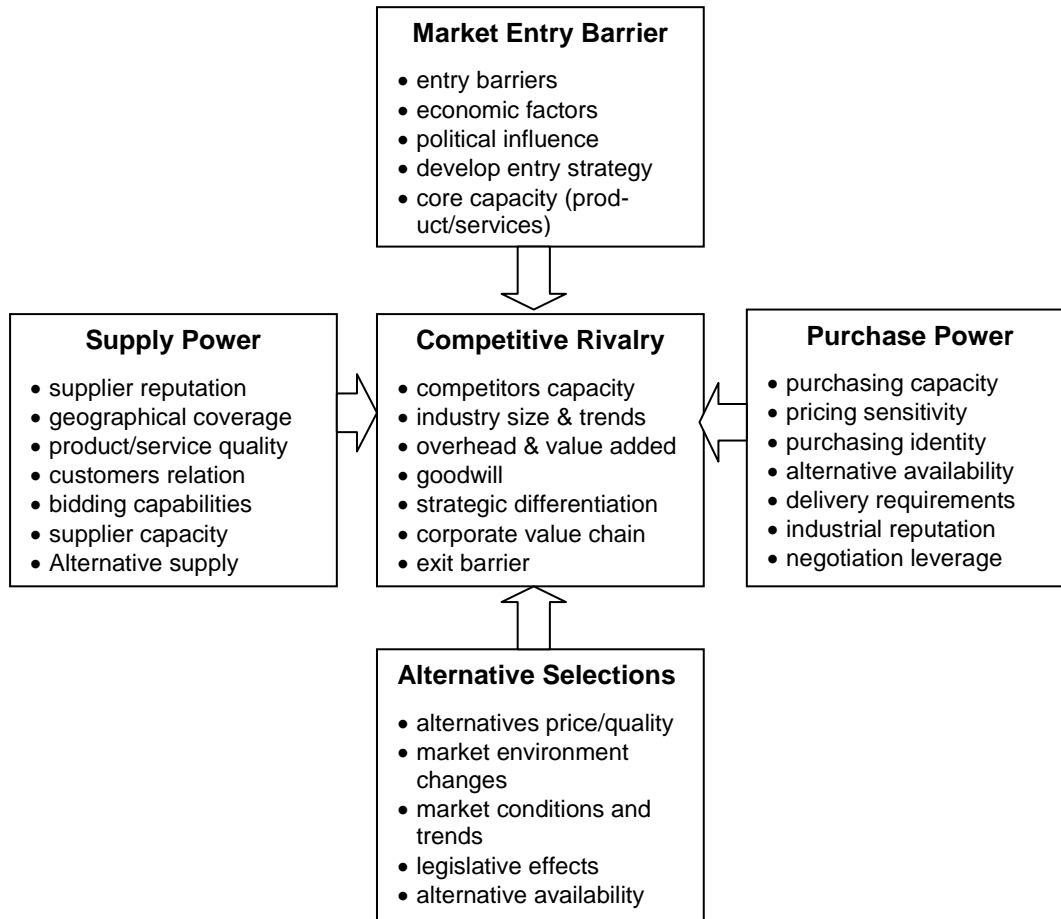 Market Entry Barrier
• entry barriers
• economic factors
• political influence
• develop entry strategy
• core capacity (prod-
uct/services)
Supply Power
• supplier reputation
• geographical coverage
• product/service quality
• customers relation
• bidding capabilities
• supplier capacity
• Alternative supply
Competitive Rivalry
• competitors capacity
• industry size & trends
• overhead & value added
• goodwill
• strategic differentiation
• corporate value chain
• exit barrier
Purchase Power
• purchasing capacity
• pricing sensitivity
• purchasing identity
• alternative availability
• delivery requirements
• industrial reputation
• negotiation leverage
Alternative Selections
• alternatives price/quality
• market environment
changes
• market conditions and
trends
• legislative effects
• alternative availability